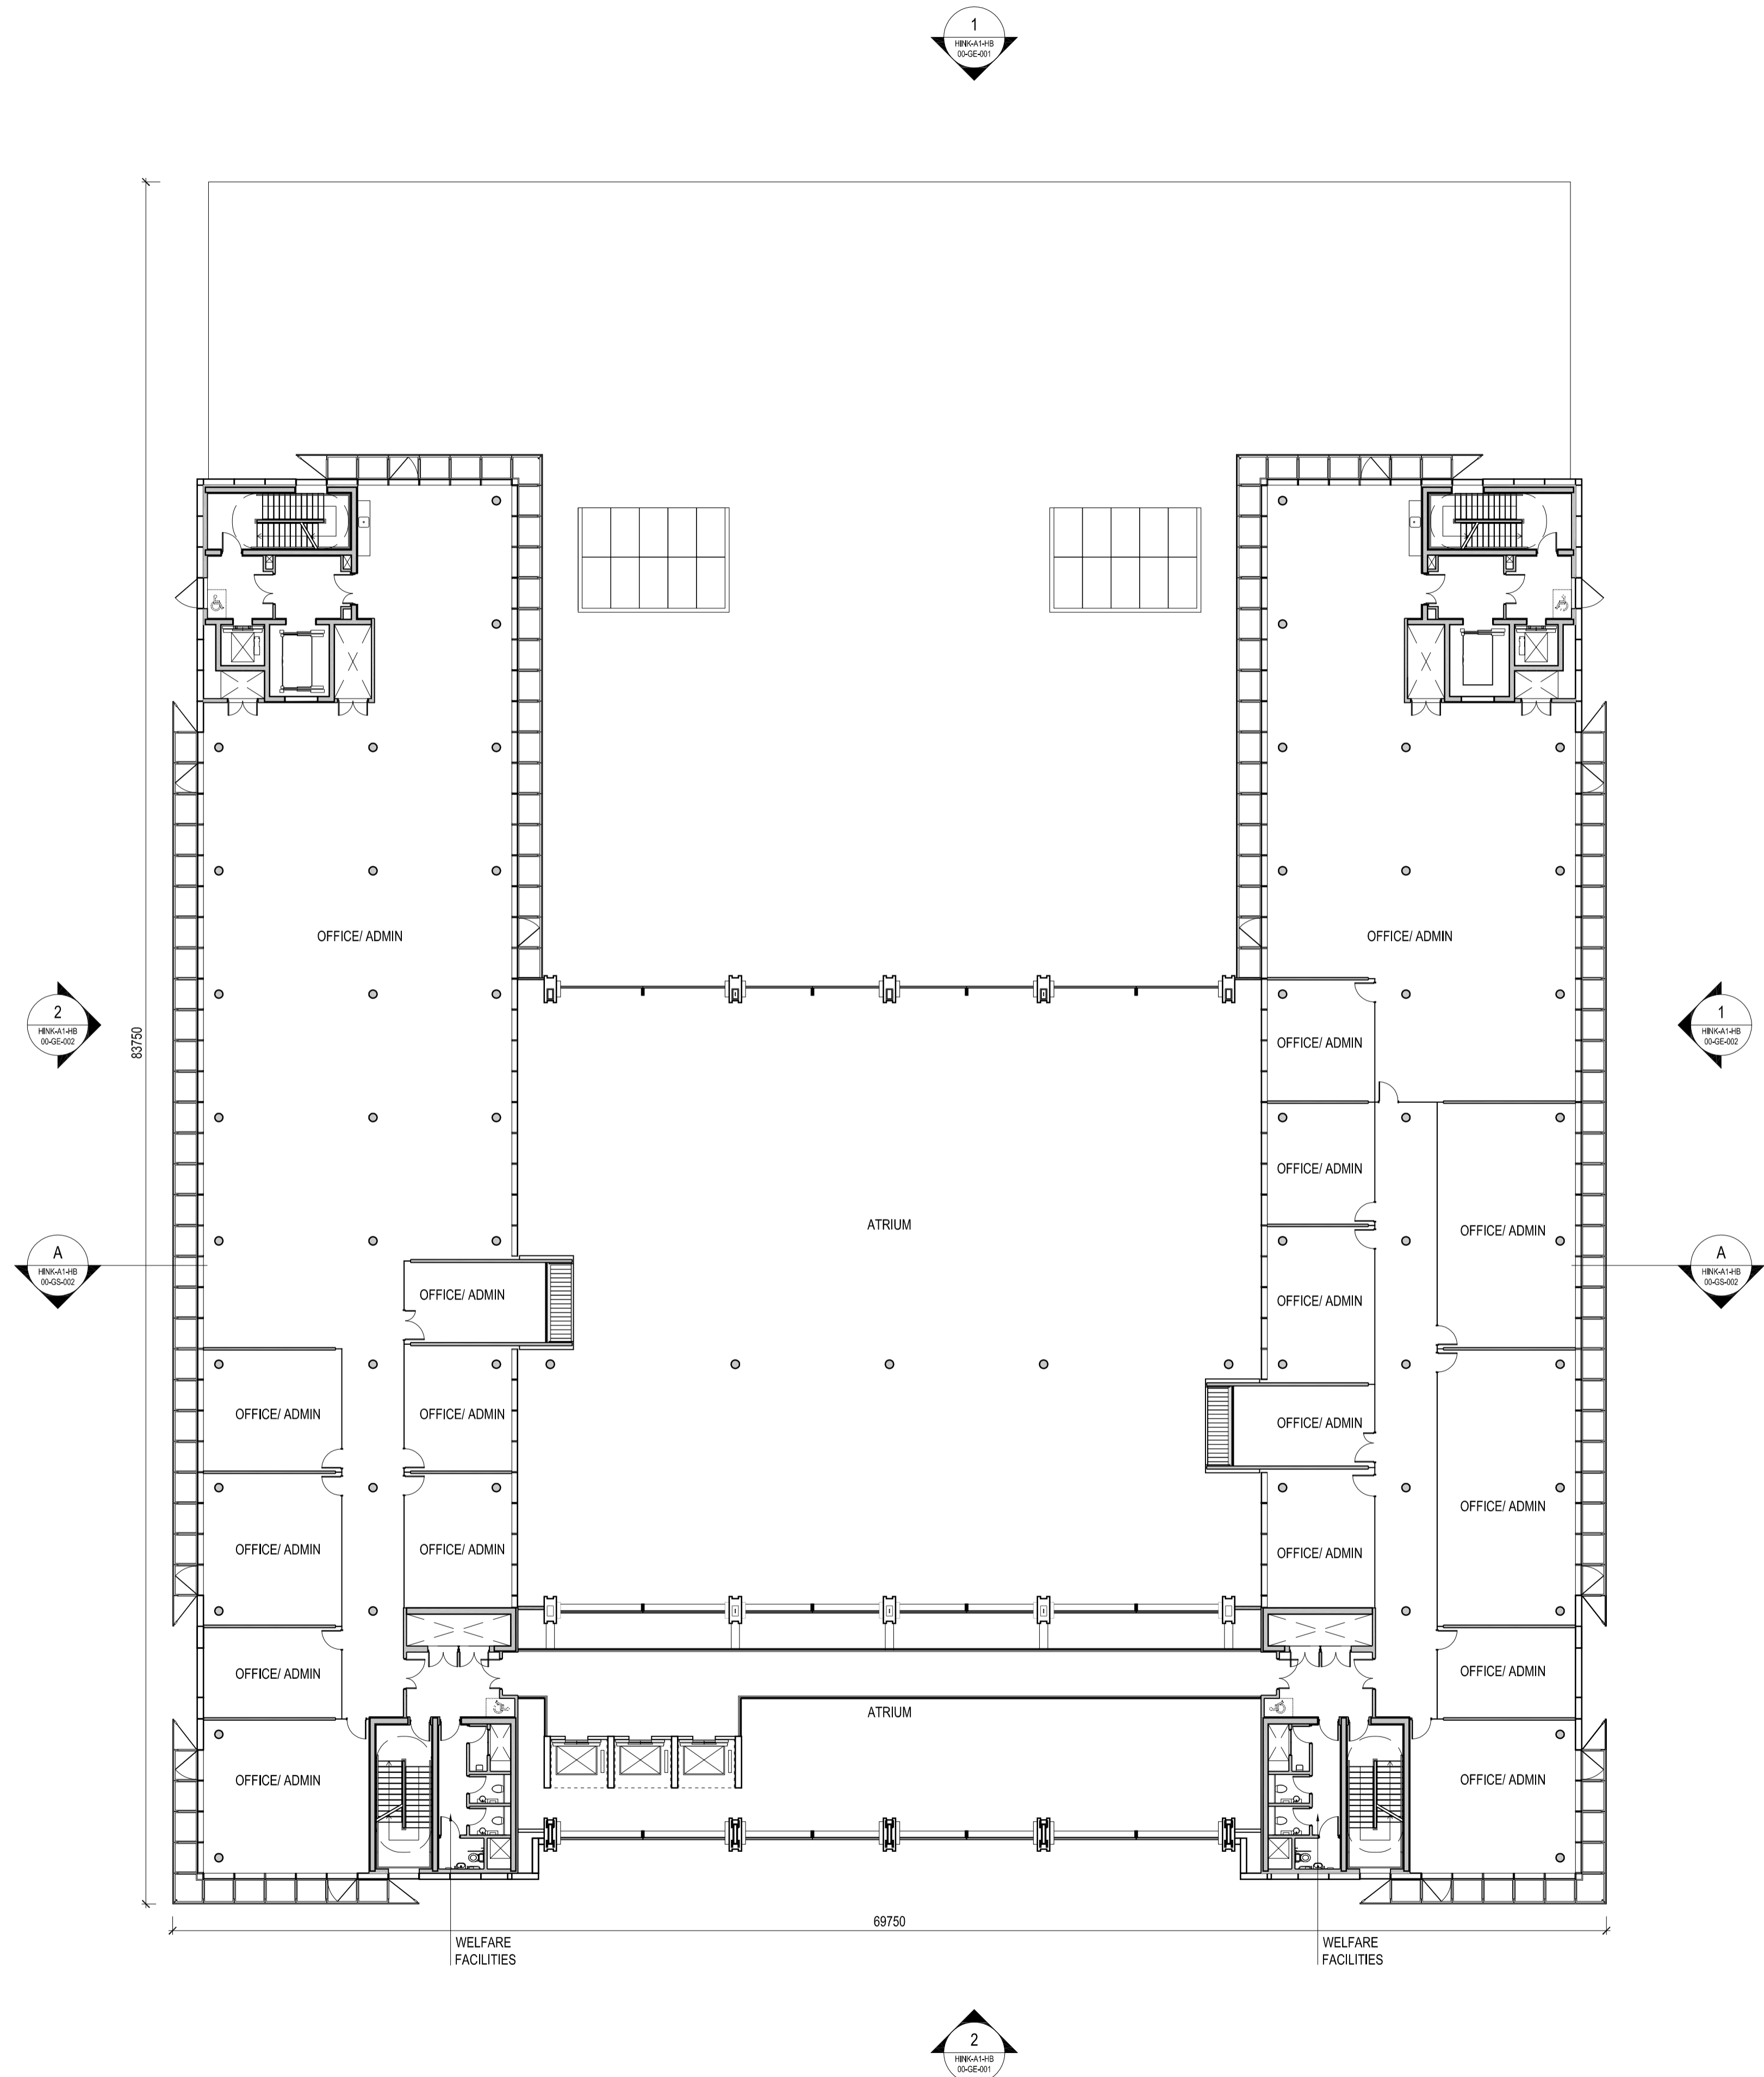 1
HINK-A1-HB
00-GE-001
OFFICE/ ADMIN
OFFICE/ ADMIN
2
HINK-A1-HB
00-GE-002
83750
1
HINK-A1-HB
00-GE-002
OFFICE/ ADMIN
OFFICE/ ADMIN
ATRIUM
OFFICE/ ADMIN
A
HINK-A1-HB
00-GS-002
A
HINK-A1-HB
00-GS-002
OFFICE/ ADMIN
OFFICE/ ADMIN
OFFICE/ ADMIN
OFFICE/ ADMIN
OFFICE/ ADMIN
OFFICE/ ADMIN
OFFICE/ ADMIN
OFFICE/ ADMIN
OFFICE/ ADMIN
OFFICE/ ADMIN
OFFICE/ ADMIN
ATRIUM
OFFICE/ ADMIN
OFFICE/ ADMIN
OFFICE/ ADMIN
69750
WELFARE
FACILITIES
WELFARE
FACILITIES
2
HINK-A1-HB
00-GE-001